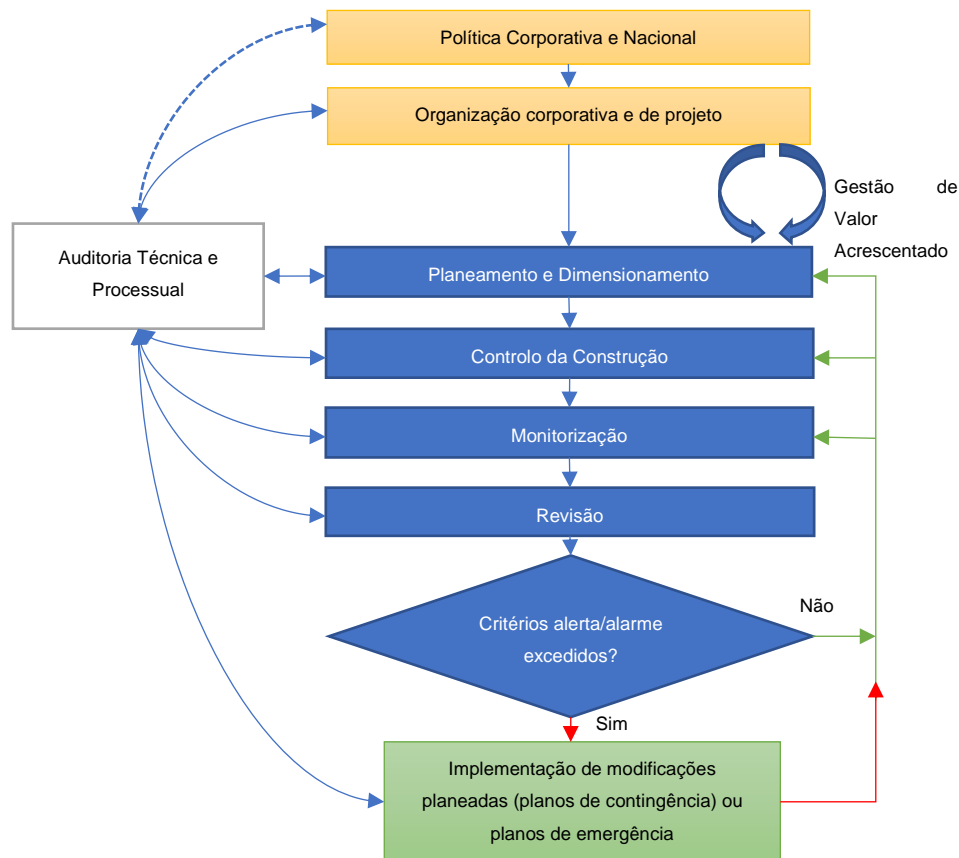 Política Corporativa e Nacional
Organização corporativa e de projeto
Gestão de
Valor
Acrescentado
Auditoria Técnica e
Processual
Planeamento e Dimensionamento
Controlo da Construção
Monitorização
Revisão
Critérios alerta/alarme
excedidos?
Não
Sim
Implementação de modificações
planeadas (planos de contingência) ou
planos de emergência